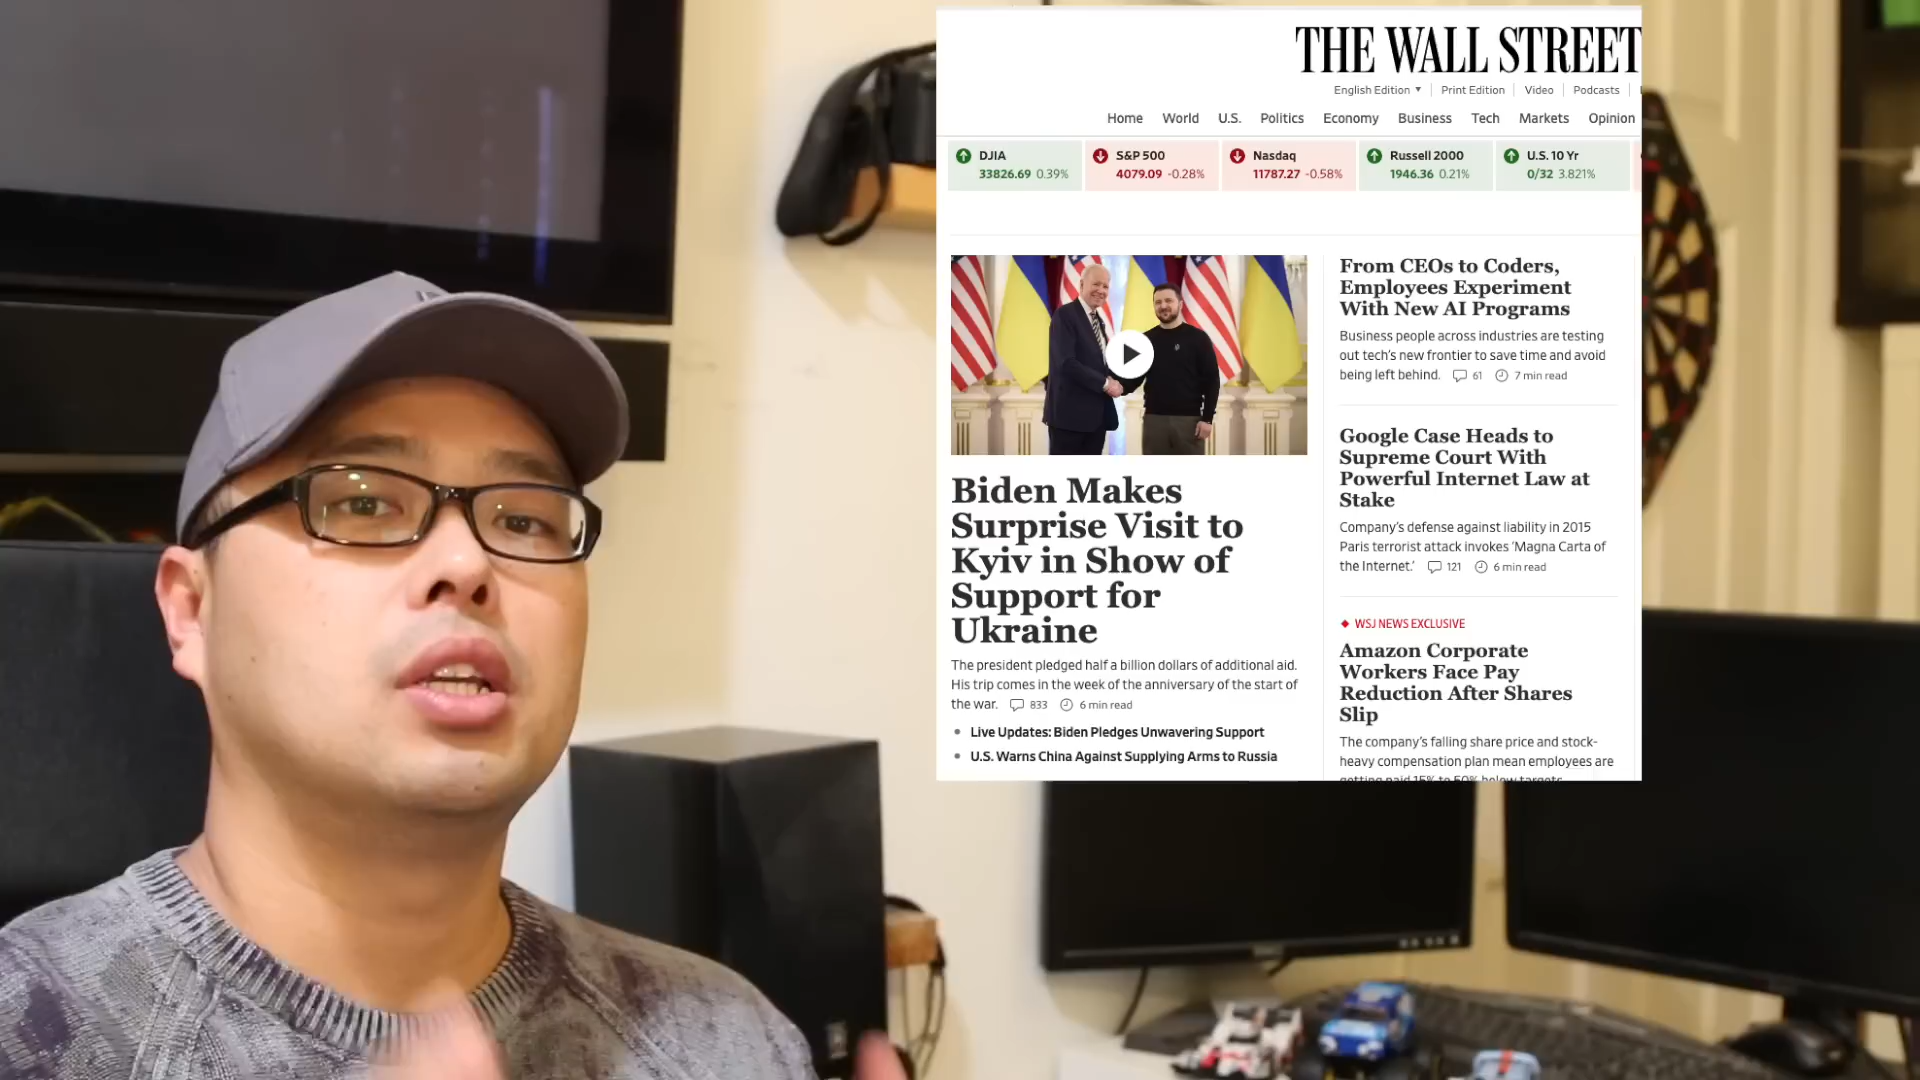 THE WALL STREET
English Edition ▼ Print Edition Video Podcasts
Home World U.S. Politics Economy Business Tech Markets Opinion
DJIA
33826.69 0.39%
S&P 500
4079.09 -0.28%
Nasdaq
11787.27 -0.58%
Russell 2000
1946.36 0.21%
U.S. 10 Yr
0/32 3.821%
Biden Makes
Surprise Visit to
Kyiv in Show of
Support for
Ukraine
The president pledged half a billion dollars of additional aid.
His trip comes in the week of the anniversary of the start of
the war. 833 6 min read
Live Updates: Biden Pledges Unwavering Support
U.S. Warns China Against Supplying Arms to Russia
From CEOs to Coders,
Employees Experiment
With New AI Programs
Business people across industries are testing
out tech's new frontier to save time and avoid
being left behind. 61 7 min read
Google Case Heads to
Supreme Court With
Powerful Internet Law at
Stake
Company's defense against liability in 2015
Paris terrorist attack invokes 'Magna Carta of
the Internet.' 121 6 min read
WSJ NEWS EXCLUSIVE
Amazon Corporate
Workers Face Pay
Reduction After Shares
Slip
The company's falling share price and stock-
heavy compensation plan mean employees are
getting paid 15% to 50% below targets